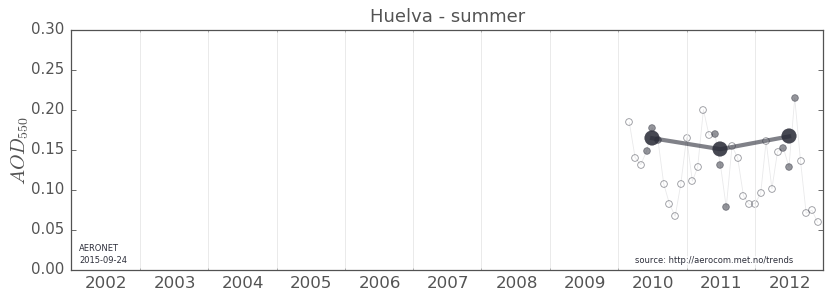 Huelva - summer
0.30
0.25
0.20
0.15
0.10
0.05
0.00
AOD550
AERONET
2015-09-24
source: http://aerocom.met.no/trends
2002 2003 2004 2005 2006 2007 2008 2009 2010 2011 2012